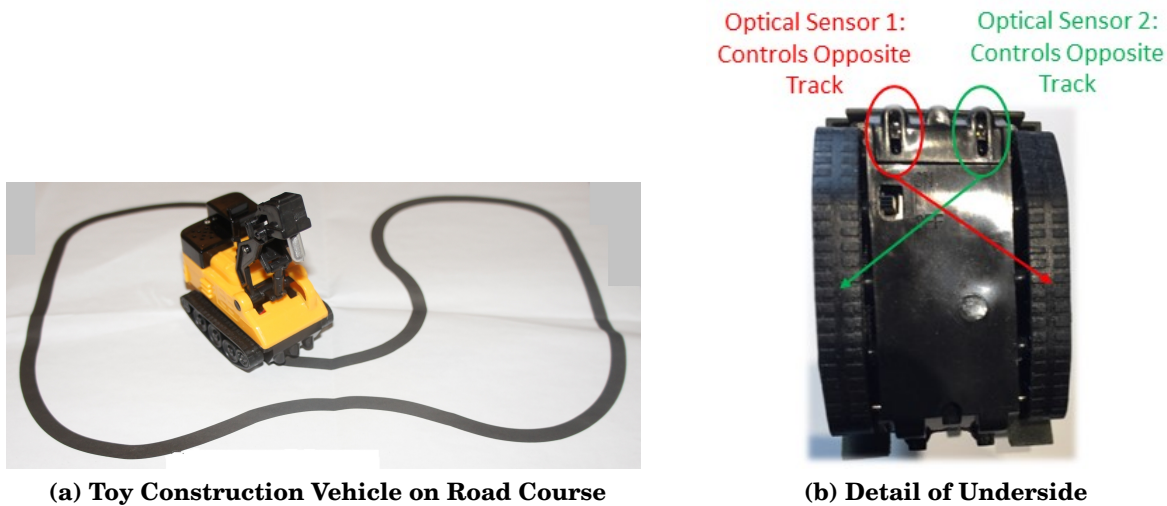 Optical Sensor 1:
Controls Opposite
Track
Optical Sensor 2:
Controls Opposite
Track
(a) Toy Construction Vehicle on Road Course
(b) Detail of Underside